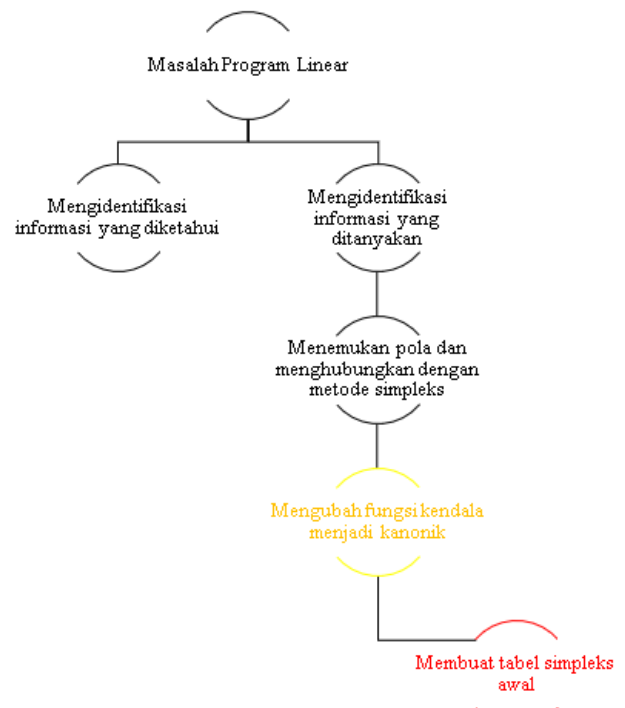 Masalah Program Linear
Mengidentifikasi
informasi yang diketahui
Mengidentifikasi
informasi yang
ditanyakan
Menemukan pola dan
menghubungkan dengan
metode simpleks
Mengubah fungsi kendala
menjadi kanonik
Membuat tabel simpleks
awal